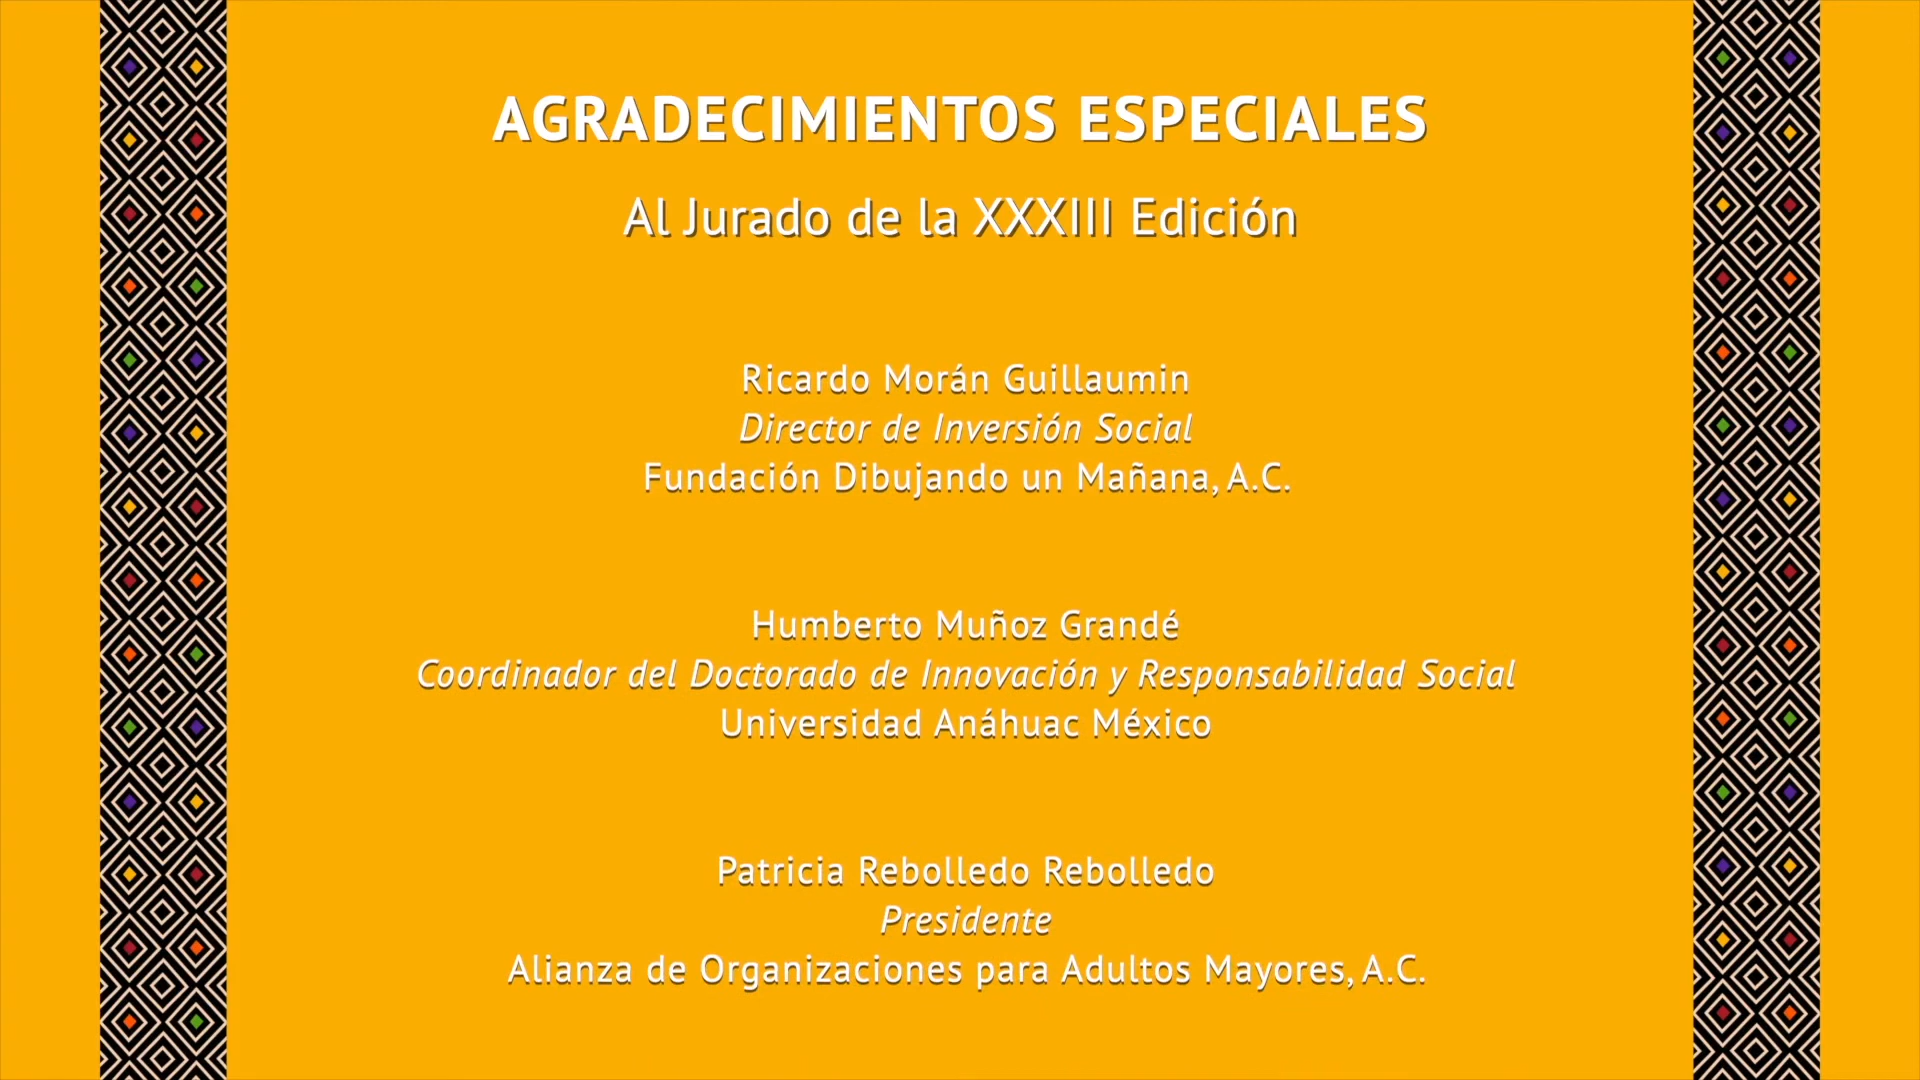 AGRADECIMIENTOS ESPECIALES
Al Jurado de la XXXIII Edición
Ricardo Morán Guillaumin
Director de Inversión Social
Fundación Dibujando un Mañana, A.C.
Humberto Muñoz Grandé
Coordinador del Doctorado de Innovación y Responsabilidad Social
Universidad Anáhuac México
Patricia Rebolledo Rebolledo
Presidente
Alianza de Organizaciones para Adultos Mayores, A.C.